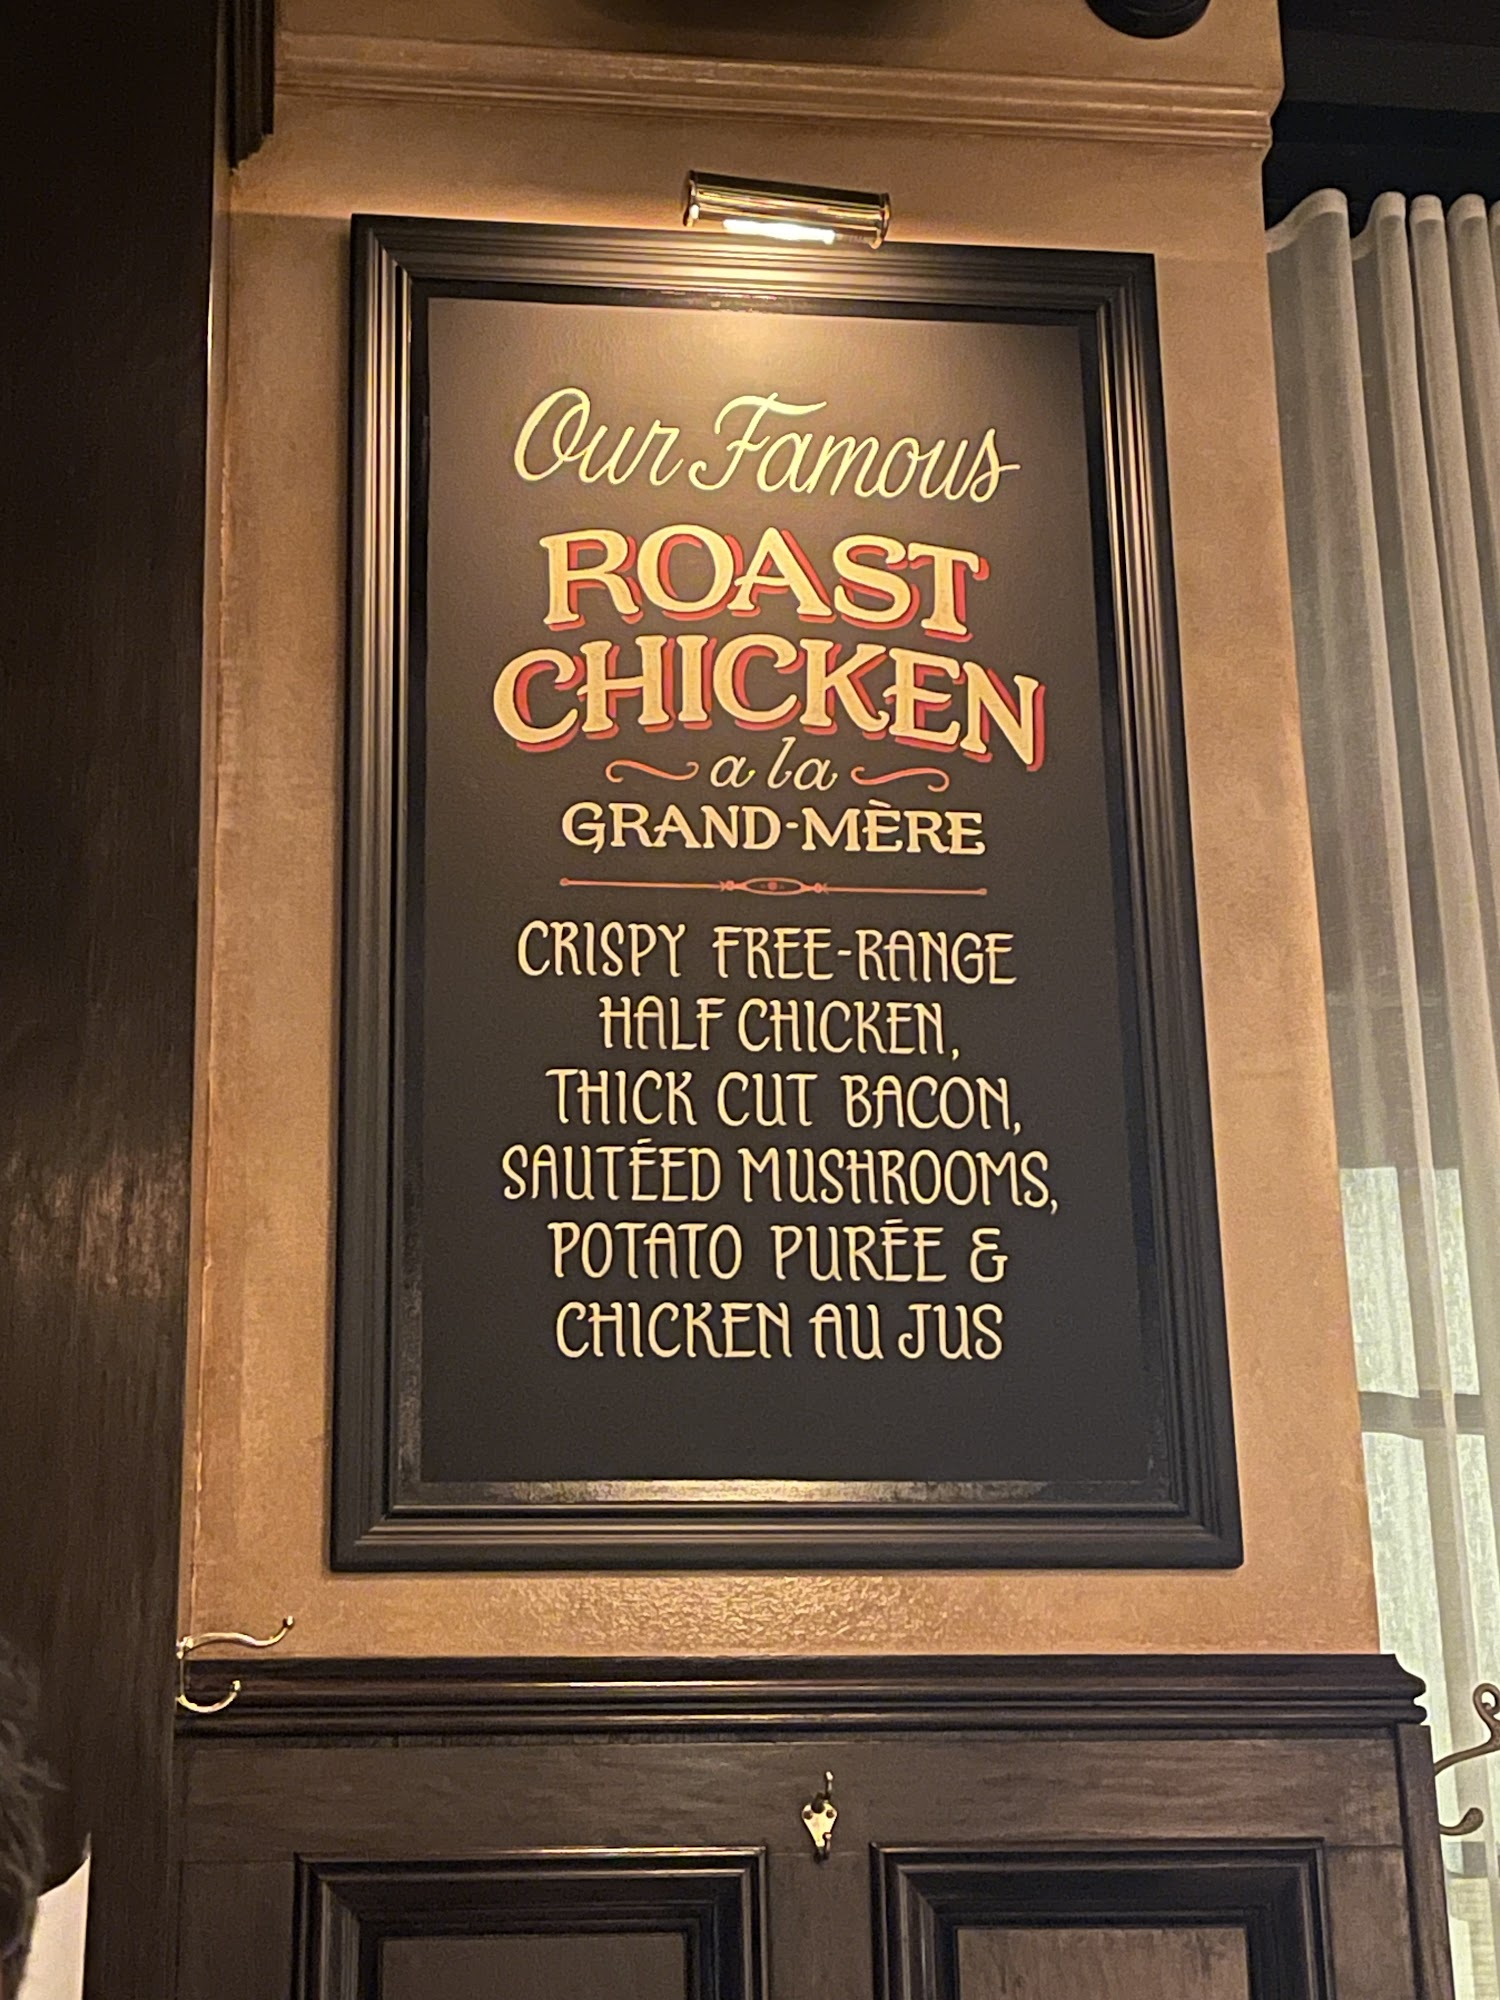 Our Famous
ROAST
CHICKEN
a la
GRAND-MÈRE
CRISPY FREE-RANGE
HALF CHICKEN,
THICK CUT BACON,
SAUTÉED MUSHROOMS,
POTATO PURÉE &
CHICKEN AU JUS